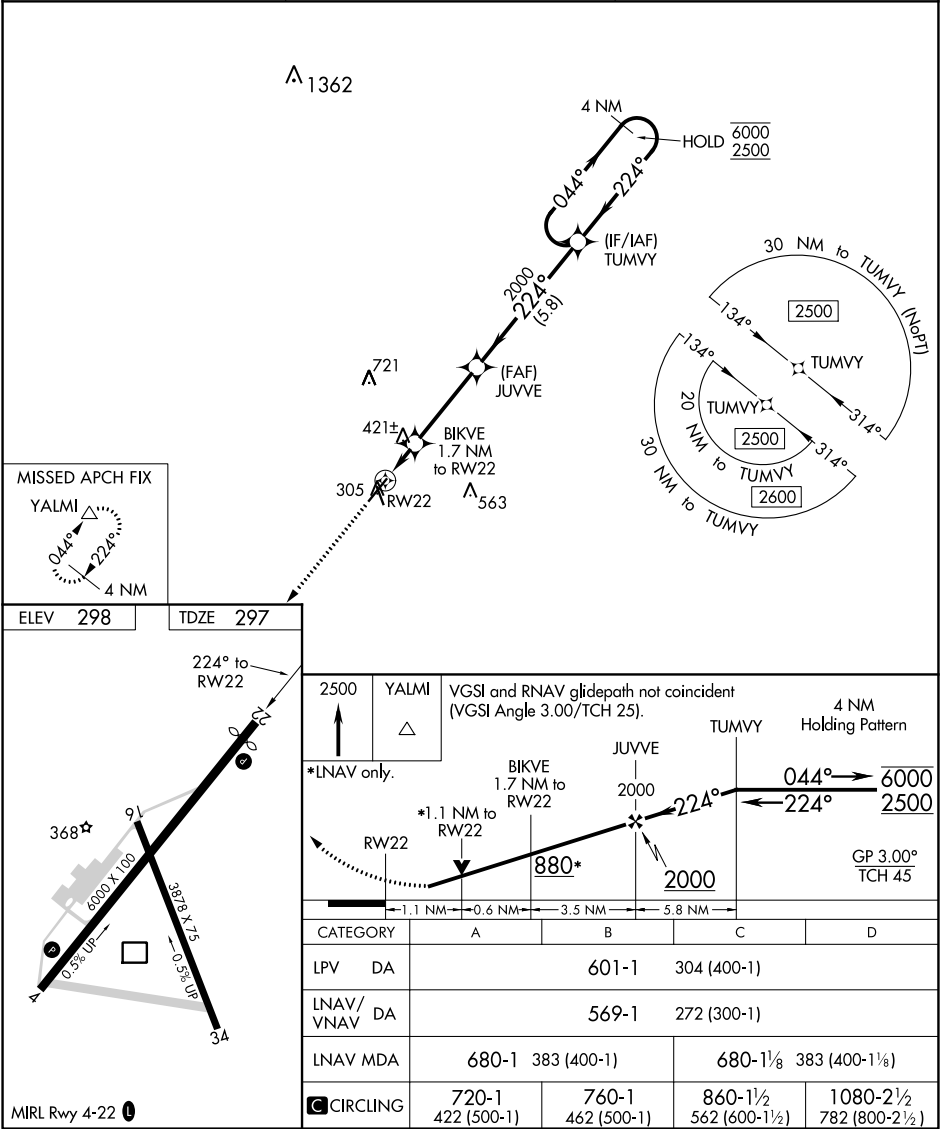 1362
4 NM
HOLD 6000
2500
044°
224°
(IF/IAF)
TUMVY
2000
224°
(5.8)
30 NM to TUMVY (NoPT)
2500
134°
TUMVY
314°
134°
TUMVY
20 NM to TUMVY
2500
314°
2600
30 NM to TUMVY
721
(FAF)
JUVVE
421±
BIKVE
1.7 NM
to RW22
305
RW22
563
MISSED APCH FIX
YALMI
044°
224°
4 NM
ELEV 298
TDZE 297
224° to
RW22
22
P
16
368
6000 X 100
3878 X 75
P
0.5% UP
0.5% UP
4
34
MIRL Rwy 4-22 L
2500
YALMI
VGSI and RNAV glidepath not coincident
(VGSI Angle 3.00/TCH 25).
4 NM
Holding Pattern
TUMVY
JUVVE
*LNAV only.
BIKVE
1.7 NM to
RW22
2000
044° 6000
224° 2500
224°
*1.1 NM to
RW22
RW22
880*
2000
GP 3.00°
TCH 45
1.1 NM 0.6 NM 3.5 NM 5.8 NM
CATEGORY A B C D
LPV DA 601-1 304 (400-1)
LNAV/
VNAV DA 569-1 272 (300-1)
LNAV MDA 680-1 383 (400-1) 680-1⅛ 383 (400-1⅛)
C CIRCLING 720-1 760-1 860-1½ 1080-2½
422 (500-1) 462 (500-1) 562 (600-1½) 782 (800-2½)